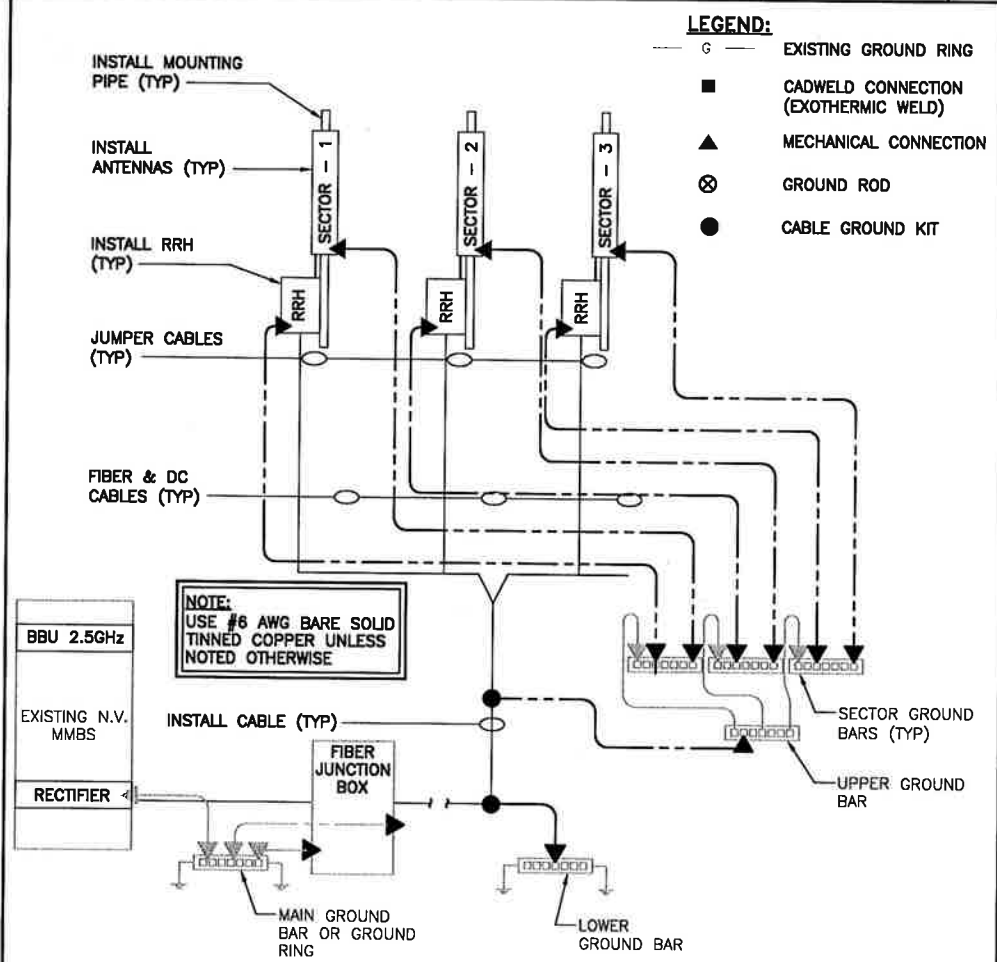 LEGEND:
G EXISTING GROUND RING
CADWELD CONNECTION
(EXOTHERMIC WELD)
MECHANICAL CONNECTION
GROUND ROD
CABLE GROUND KIT
INSTALL MOUNTING
PIPE (TYP)
INSTALL
ANTENNAS (TYP)
INSTALL RRH
(TYP)
JUMPER CABLES
(TYP)
FIBER & DC
CABLES (TYP)
SECTOR - 1
SECTOR - 2
SECTOR - 3
RRH
RRH
RRH
NOTE:
USE #6 AWG BARE SOLID
TINNED COPPER UNLESS
NOTED OTHERWISE
BBU 2.5GHz
EXISTING N.V.
MMBS
RECTIFIER
INSTALL CABLE (TYP)
FIBER
JUNCTION
BOX
SECTOR GROUND
BARS (TYP)
UPPER GROUND
BAR
MAIN GROUND
BAR OR GROUND
RING
LOWER
GROUND BAR